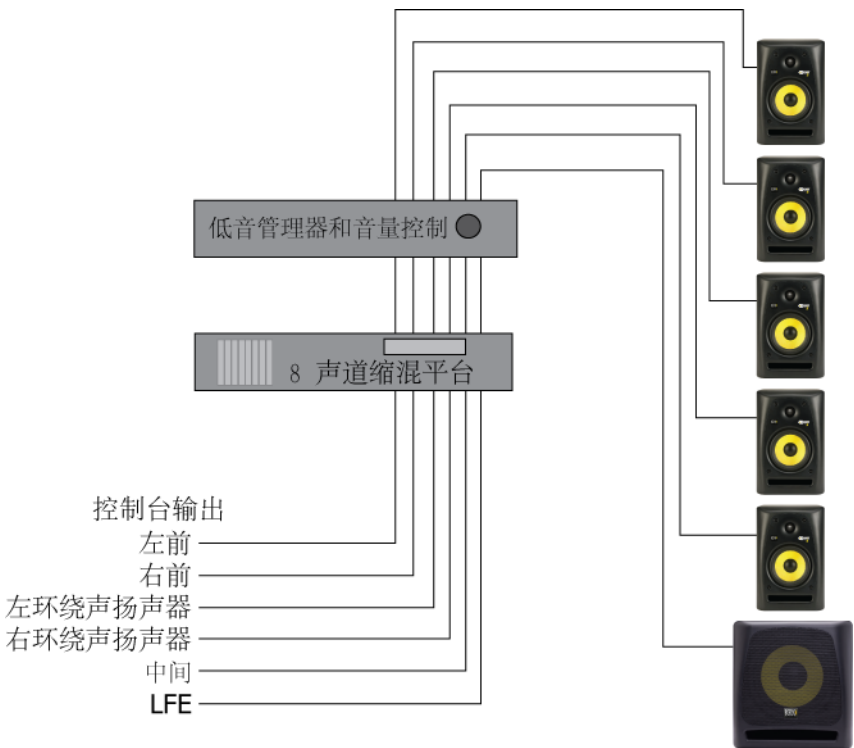 低音管理器和音量控制
8 声道缩混平台
控制台输出
左前
右前
左环绕声扬声器
右环绕声扬声器
中间
LFE